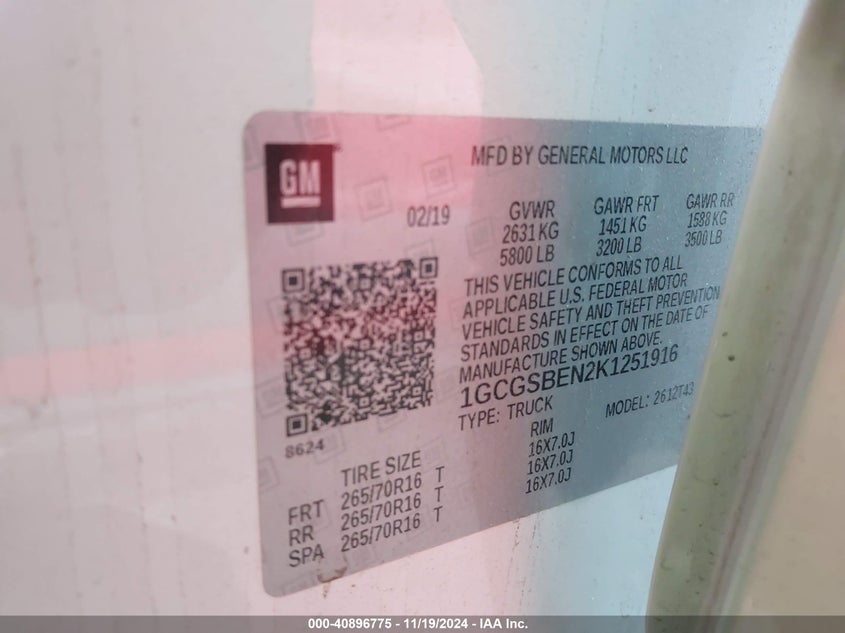 GM
MFD BY GENERAL MOTORS LLC
02/19
GVWR GAWR FRT GAWR RR
2631 KG 1451 KG 1588 KG
5800 LB 3200 LB 3500 LB
THIS VEHICLE CONFORMS TO ALL
APPLICABLE U.S. FEDERAL MOTOR
VEHICLE SAFETY AND THEFT PREVENTION
STANDARDS IN EFFECT ON THE DATE OF
MANUFACTURE SHOWN ABOVE.
1GCGSBEN2K1251916
TYPE: TRUCK MODEL: 2612T43
8624
TIRE SIZE RIM
FRT 265/70R16 T 16X7.0J
RR 265/70R16 T 16X7.0J
SPA 265/70R16 T 16X7.0J
000-40896775 - 11/19/2024 - IAA Inc.